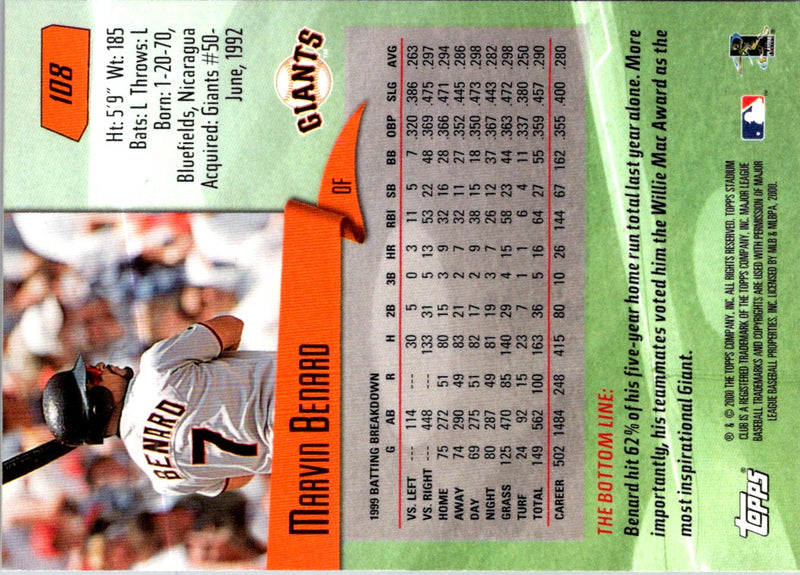 108
Ht: 5'9" Wt: 185
Bats: L Throws: L
Born: 1-20-70,
Bluefields, Nicaragua
Acquired: Giants #50-
June, 1992
GIANTS
BENARD
7
MARVIN BENARD
OF
1999 BATTING BREAKDOWN
G AB R H 2B 3B HR RBI SB BB OBP SLG AVG
VS. LEFT --- 114 --- 30 5 0 3 11 5 7 .320 .386 .263
VS. RIGHT --- 448 --- 133 31 5 13 53 22 48 .369 .475 .297
HOME 75 272 51 80 15 3 9 32 16 28 .366 .471 .294
AWAY 74 290 49 83 21 2 7 32 11 27 .352 .445 .286
DAY 69 275 51 82 17 2 9 38 15 18 .350 .473 .298
NIGHT 80 287 49 81 19 3 7 26 12 37 .367 .443 .282
GRASS 125 470 85 140 29 4 15 58 23 44 .363 .472 .298
TURF 24 92 15 23 7 1 1 6 4 11 .337 .380 .250
TOTAL 149 562 100 163 36 5 16 64 27 55 .359 .457 .290
CAREER 502 1484 248 415 80 10 26 144 67 162 .355 .400 .280
THE BOTTOM LINE:
Benard hit 62% of his five-year home run total last year alone. More
importantly, his teammates voted him the Willie Mac Award as the
most inspirational Giant.
TOPPS®
® & © 2000 THE TOPPS COMPANY, INC. ALL RIGHTS RESERVED. TOPPS STADIUM
CLUB IS A REGISTERED TRADEMARK OF THE TOPPS COMPANY, INC. MAJOR LEAGUE
BASEBALL TRADEMARKS AND COPYRIGHTS ARE USED WITH PERMISSION OF MAJOR
LEAGUE BASEBALL PROPERTIES, INC. LICENSED BY MLB & MLBPA, 2000.